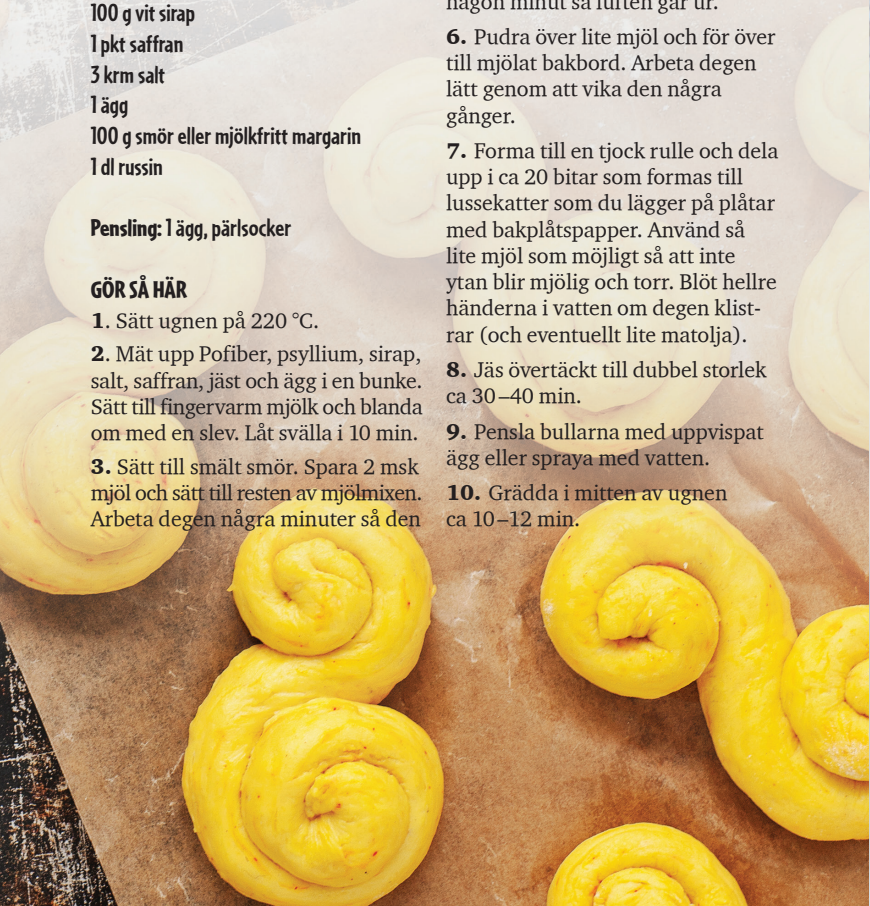 100 g vit sirap
1 pkt saffran
3 krm salt
1 ägg
100 g smör eller mjölkfritt margarin
1 dl russin
Pensling: 1 ägg, pärlsocker
GÖR SÅ HÄR
1. Sätt ugnen på 220 °C.
2. Mät upp Pofiber, psyllium, sirap,
salt, saffran, jäst och ägg i en bunke.
Sätt till fingervarm mjölk och blanda
om med en slev. Låt svälla i 10 min.
3. Sätt till smält smör. Spara 2 msk
mjöl och sätt till resten av mjölmixen.
Arbeta degen några minuter så den
någon minut så luften går ur.
6. Pudra över lite mjöl och för över
till mjölat bakbord. Arbeta degen
lätt genom att vika den några
gånger.
7. Forma till en tjock rulle och dela
upp i ca 20 bitar som formas till
lussekatter som du lägger på plåtar
med bakplåtspapper. Använd så
lite mjöl som möjligt så att inte
ytan blir mjölig och torr. Blöt hellre
händerna i vatten om degen klist-
rar (och eventuellt lite matolja).
8. Jäs övertäckt till dubbel storlek
ca 30–40 min.
9. Pensla bullarna med uppvispat
ägg eller spraya med vatten.
10. Grädda i mitten av ugnen
ca 10–12 min.